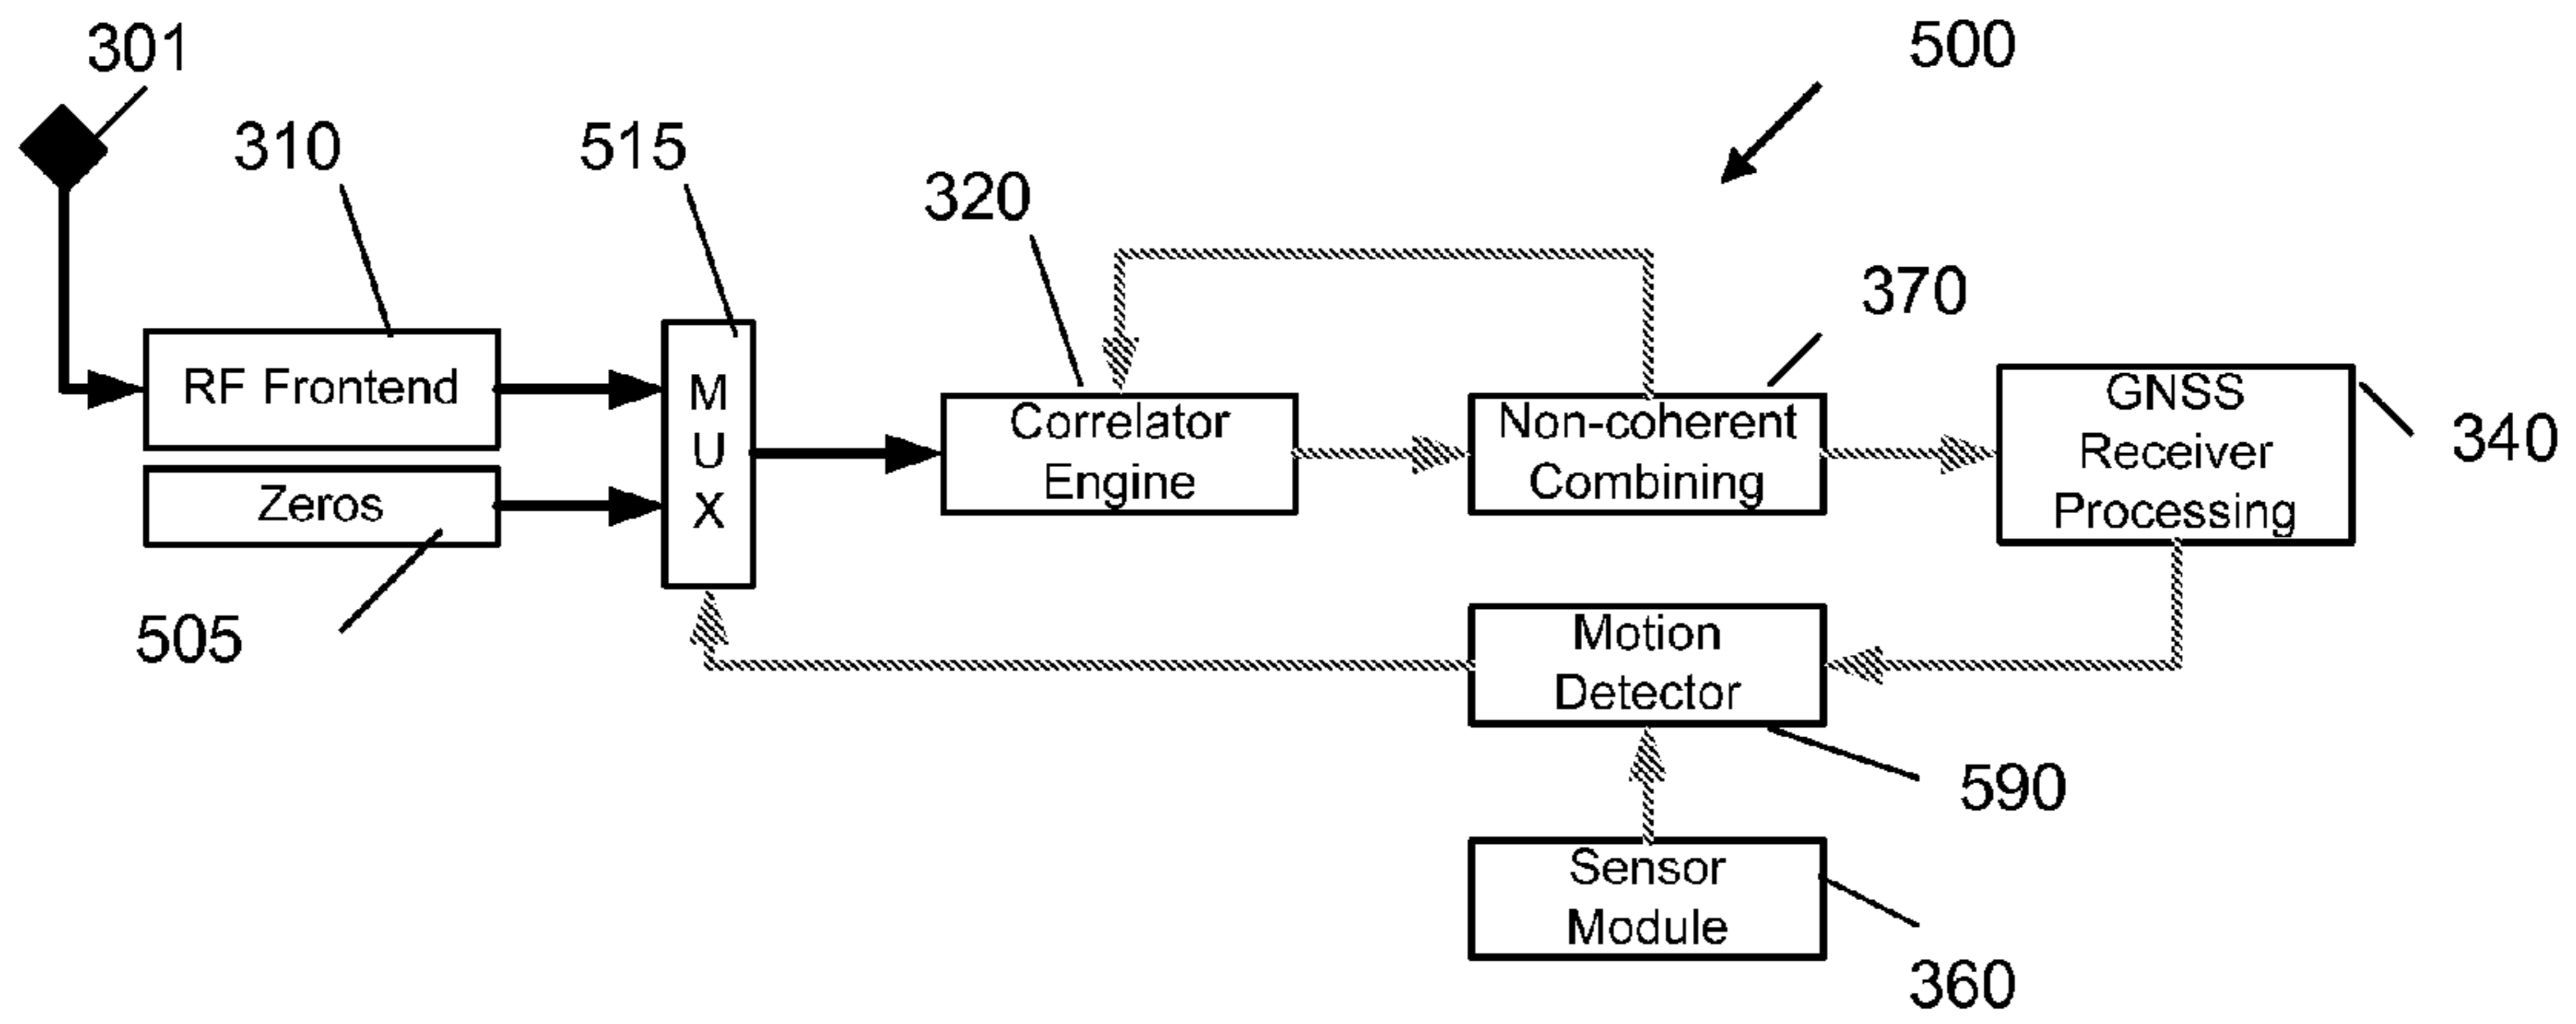 301
500
310
515
320
370
RF Frontend
M
U
X
Correlator
Engine
Non-coherent
Combining
GNSS
Receiver
Processing
340
Zeros
505
Motion
Detector
590
Sensor
Module
360